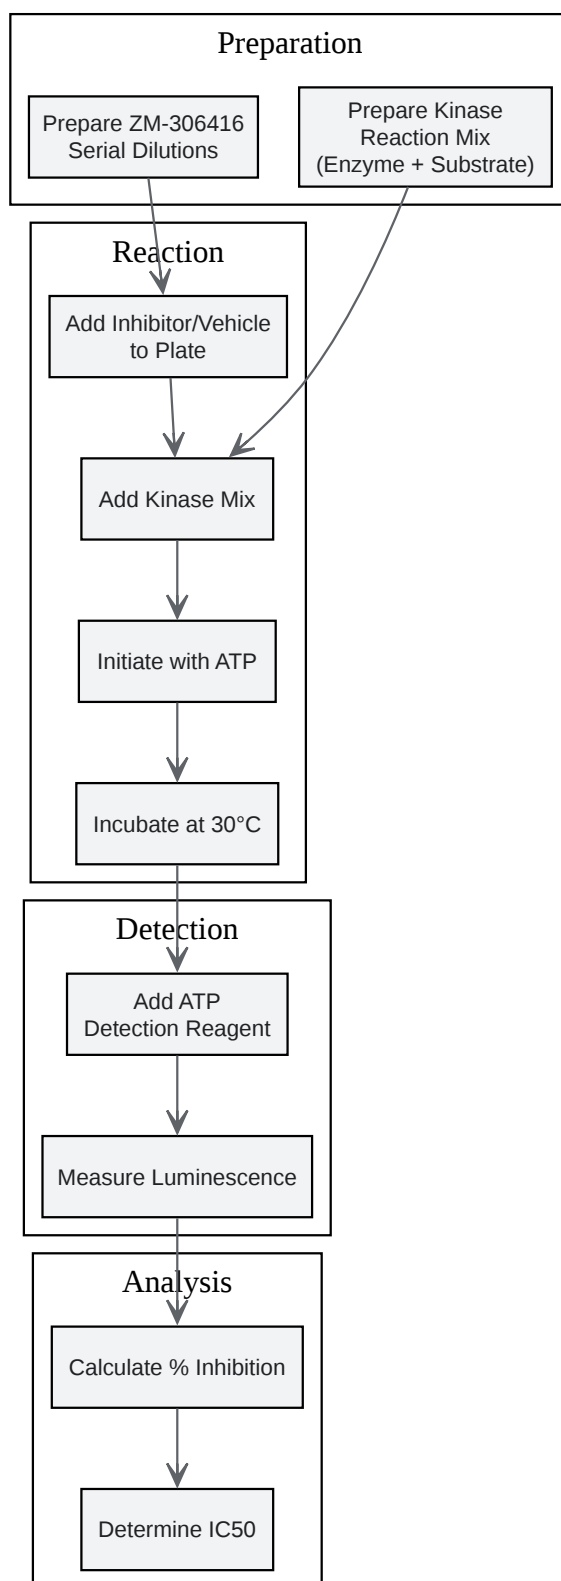 Preparation
Prepare ZM-306416
Serial Dilutions
Prepare Kinase
Reaction Mix
(Enzyme + Substrate)
Reaction
Add Inhibitor/Vehicle
to Plate
Add Kinase Mix
Initiate with ATP
Incubate at 30°C
Detection
Add ATP
Detection Reagent
Measure Luminescence
Analysis
Calculate % Inhibition
Determine IC50